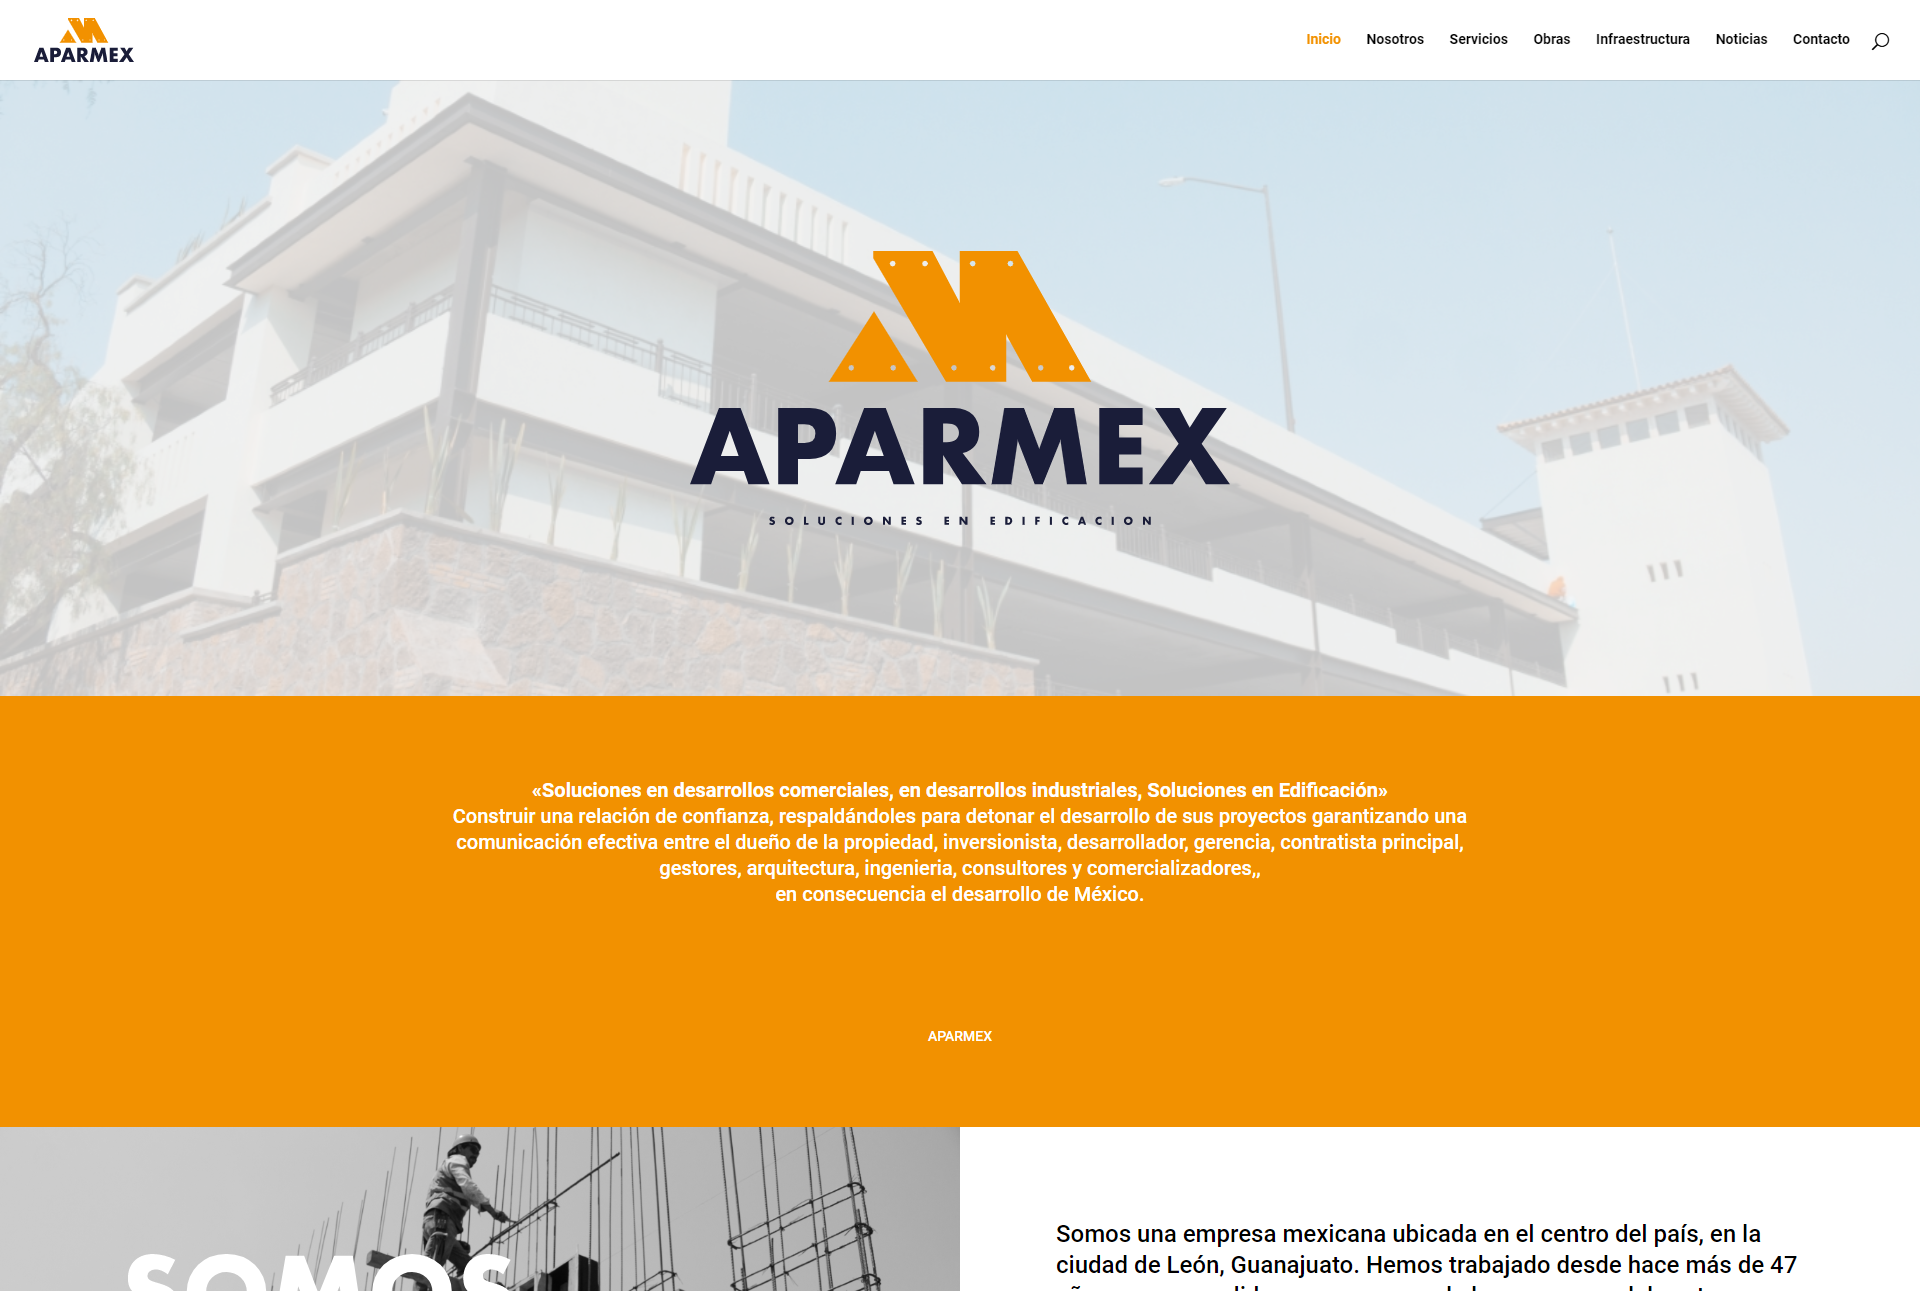 APARMEX
Inicio Nosotros Servicios Obras Infraestructura Noticias Contacto
APARMEX
SOLUCIONES EN EDIFICACION
«Soluciones en desarrollos comerciales, en desarrollos industriales, Soluciones en Edificación»
Construir una relación de confianza, respaldándoles para detonar el desarrollo de sus proyectos garantizando una
comunicación efectiva entre el dueño de la propiedad, inversionista, desarrollador, gerencia, contratista principal,
gestores, arquitectura, ingenieria, consultores y comercializadores,,
en consecuencia el desarrollo de México.
APARMEX
SOMOS
Somos una empresa mexicana ubicada en el centro del país, en la
ciudad de León, Guanajuato. Hemos trabajado desde hace más de 47